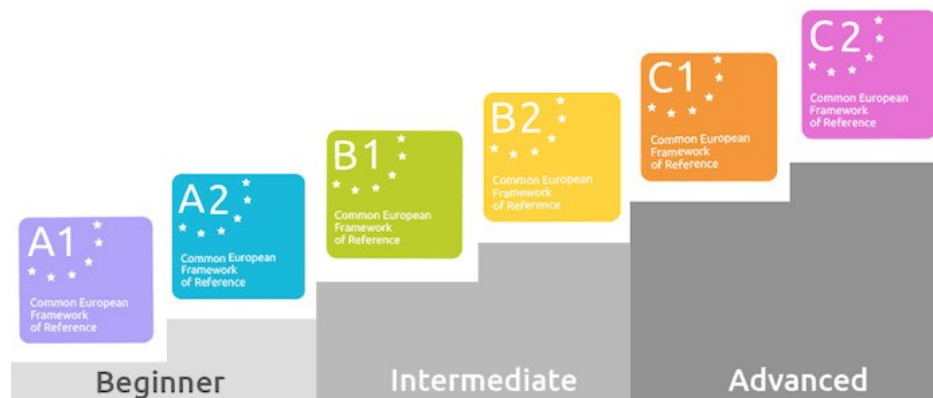 A1
Common European
Framework
of Reference
A2
Common European
Framework
of Reference
B1
Common European
Framework
of Reference
B2
Common European
Framework
of Reference
C1
Common European
Framework
of Reference
C2
Common European
Framework
of Reference
Beginner
Intermediate
Advanced